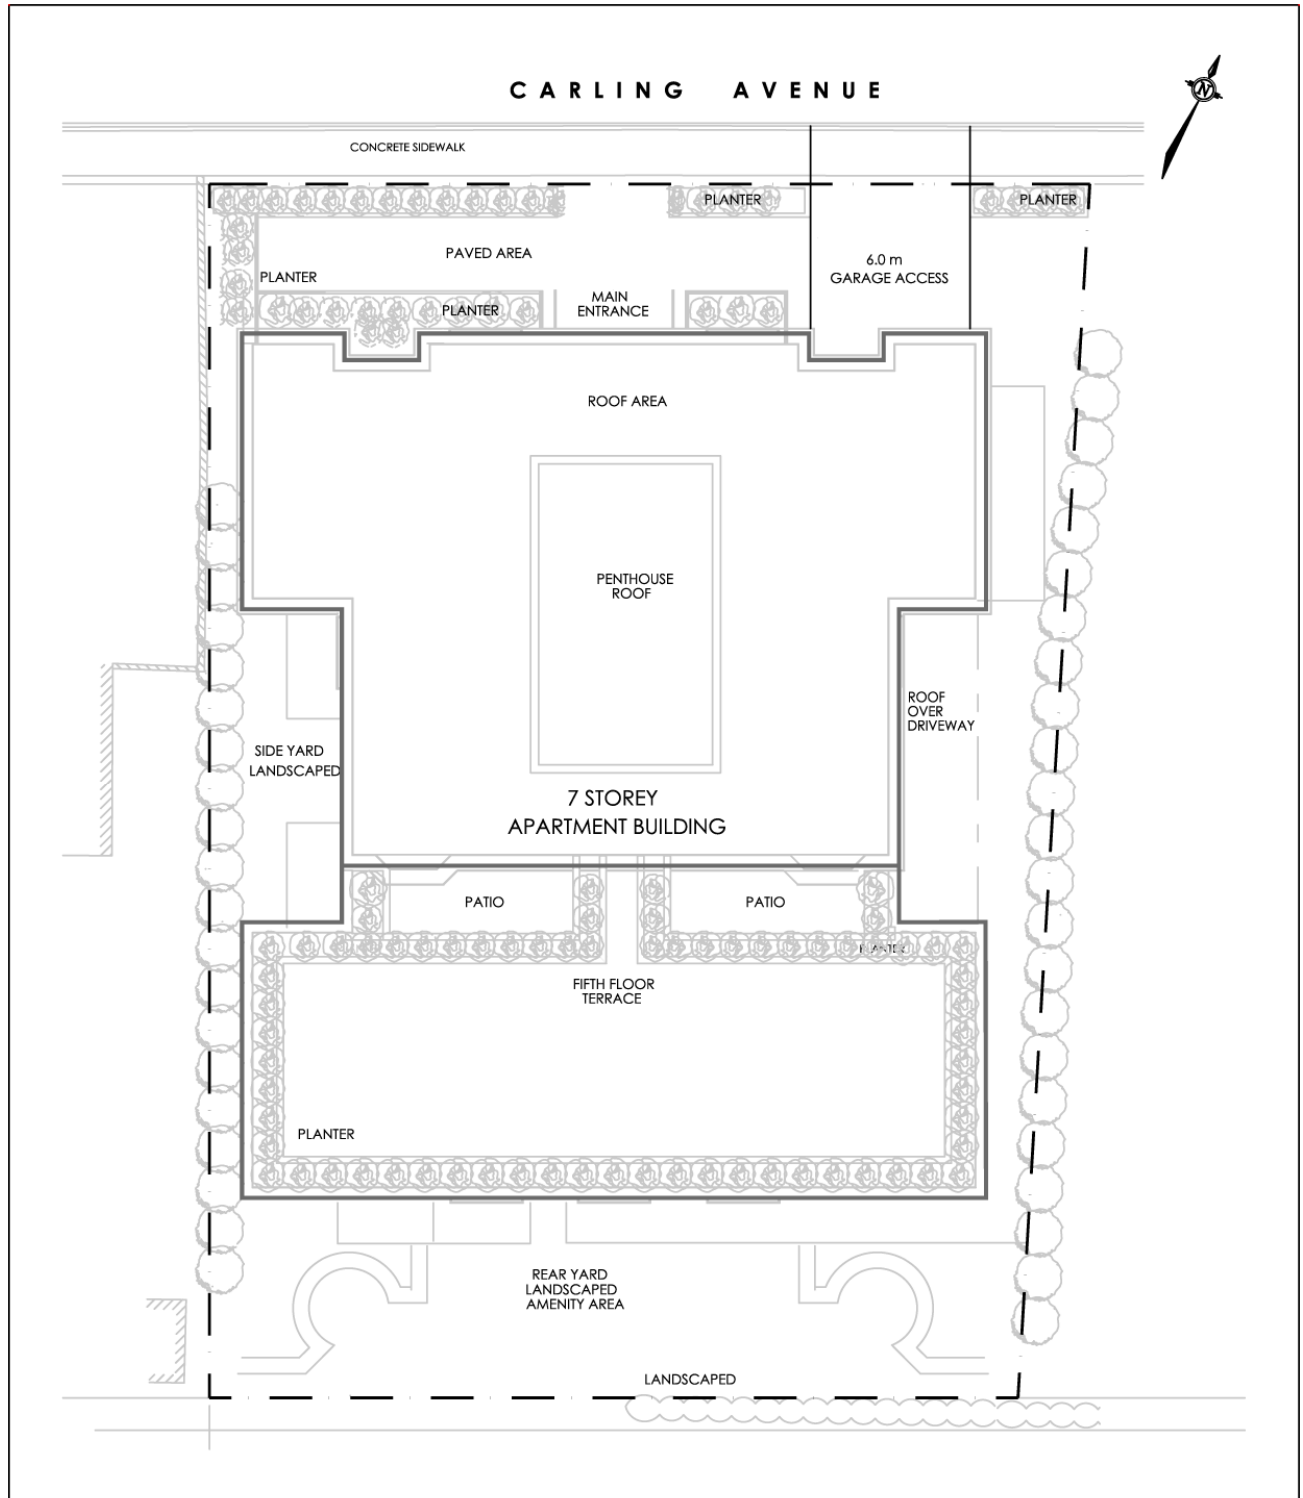 CARLING AVENUE
N
CONCRETE SIDEWALK
PLANTER
PLANTER
PAVED AREA
6.0 m
GARAGE ACCESS
PLANTER
MAIN
ENTRANCE
PLANTER
ROOF AREA
PENTHOUSE
ROOF
ROOF
OVER
DRIVEWAY
SIDE YARD
LANDSCAPED
7 STOREY
APARTMENT BUILDING
PATIO
PATIO
PLANTER
FIFTH FLOOR
TERRACE
PLANTER
REAR YARD
LANDSCAPED
AMENITY AREA
LANDSCAPED